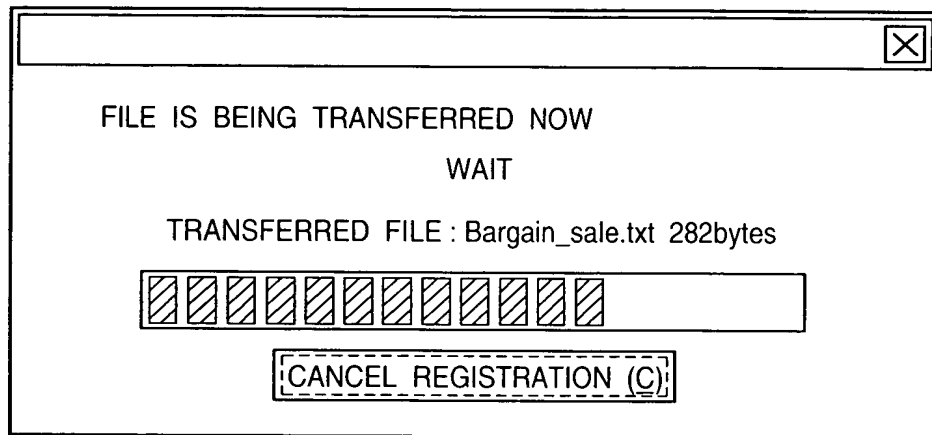 FILE IS BEING TRANSFERRED NOW
WAIT
TRANSFERRED FILE : Bargain_sale.txt 282bytes
CANCEL REGISTRATION (C)